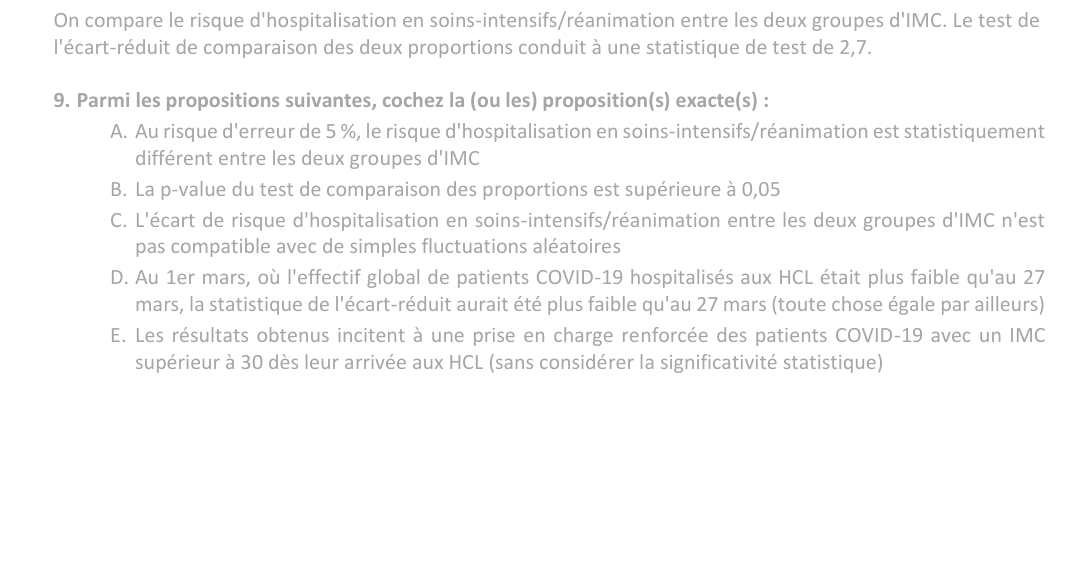 On compare le risque d'hospitalisation en soins-intensifs/réanimation entre les deux groupes d'IMC. Le test de
l'écart-réduit de comparaison des deux proportions conduit à une statistique de test de 2,7.
9. Parmi les propositions suivantes, cochez la (ou les) proposition(s) exacte(s) :
A. Au risque d'erreur de 5 %, le risque d'hospitalisation en soins-intensifs/réanimation est statistiquement
différent entre les deux groupes d'IMC
B. La p-value du test de comparaison des proportions est supérieure à 0,05
C. L'écart de risque d'hospitalisation en soins-intensifs/réanimation entre les deux groupes d'IMC n'est
pas compatible avec de simples fluctuations aléatoires
D. Au 1er mars, où l'effectif global de patients COVID-19 hospitalisés aux HCL était plus faible qu'au 27
mars, la statistique de l'écart-réduit aurait été plus faible qu'au 27 mars (toute chose égale par ailleurs)
E. Les résultats obtenus incitent à une prise en charge renforcée des patients COVID-19 avec un IMC
supérieur à 30 dès leur arrivée aux HCL (sans considérer la significativité statistique)